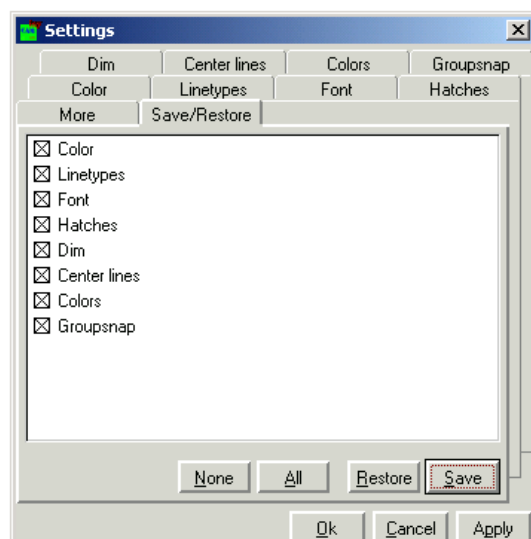 Settings
Dim Center lines Colors Groupsnap
Color Linetypes Font Hatches
More Save/Restore
Color
Linetypes
Font
Hatches
Dim
Center lines
Colors
Groupsnap
None All Restore Save
Ok Cancel Apply